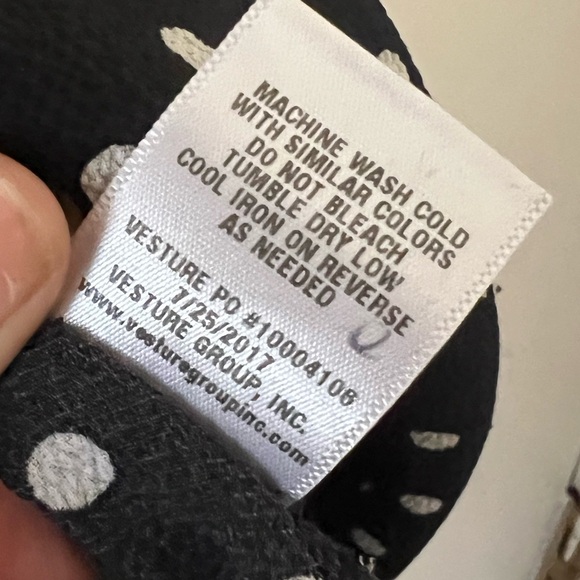 MACHINE WASH COLD
WITH SIMILAR COLORS
DO NOT BLEACH
TUMBLE DRY LOW
COOL IRON ON REVERSE
AS NEEDED
VESTURE PO #10004106
7/25/2017
VESTURE GROUP, INC.
www.vesturegroupinc.com